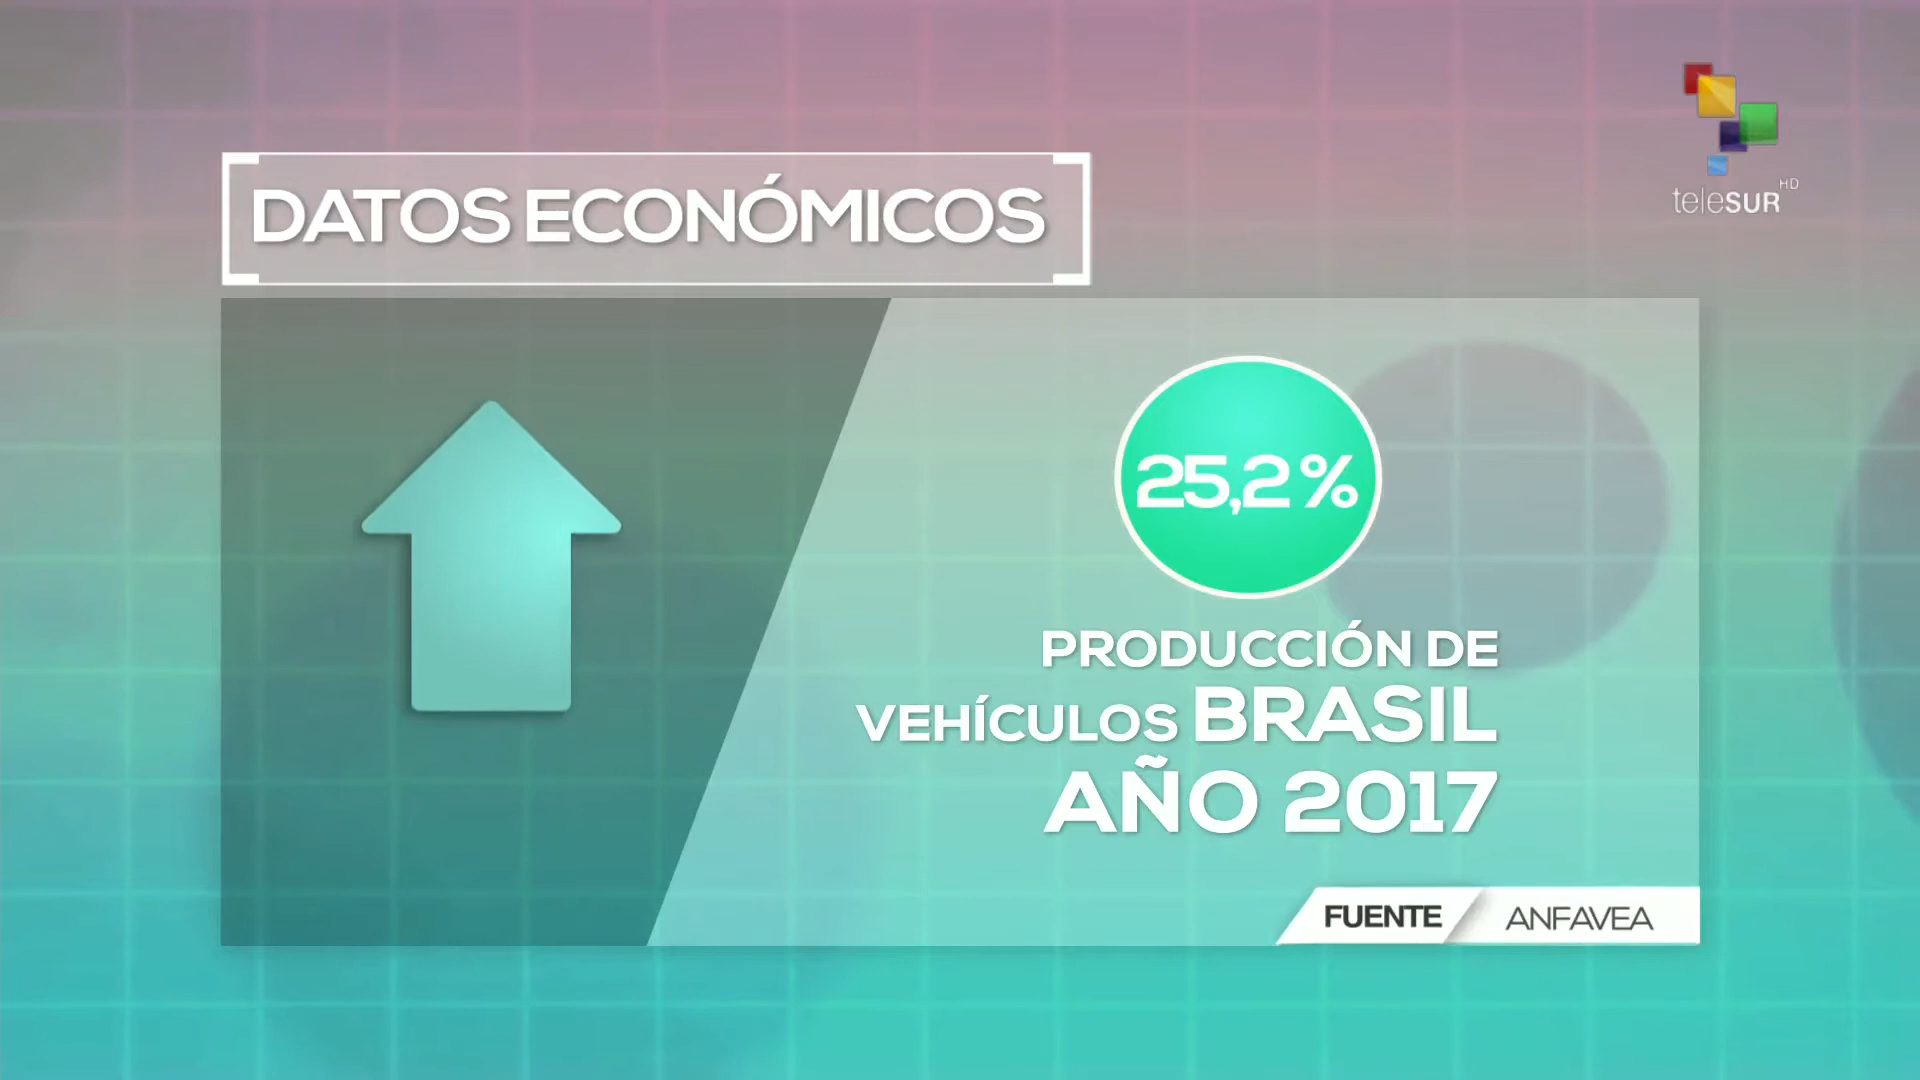 HD
teleSUR
DATOS ECONÓMICOS
25,2 %
PRODUCCIÓN DE
VEHÍCULOS BRASIL
AÑO 2017
FUENTE ANFAVEA